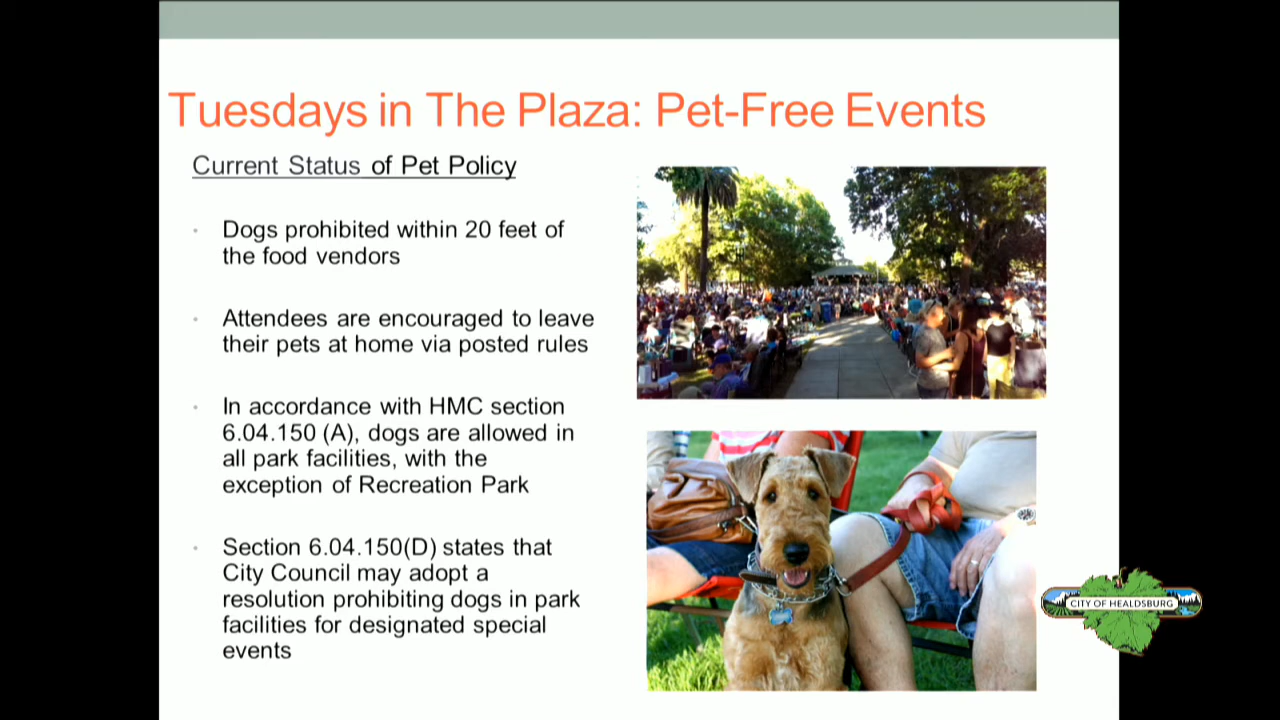 Tuesdays in The Plaza: Pet-Free Events
Current Status of Pet Policy
Dogs prohibited within 20 feet of
the food vendors
Attendees are encouraged to leave
their pets at home via posted rules
In accordance with HMC section
6.04.150 (A), dogs are allowed in
all park facilities, with the
exception of Recreation Park
Section 6.04.150(D) states that
City Council may adopt a
resolution prohibiting dogs in park
facilities for designated special
events
CITY OF HEALDSBURG